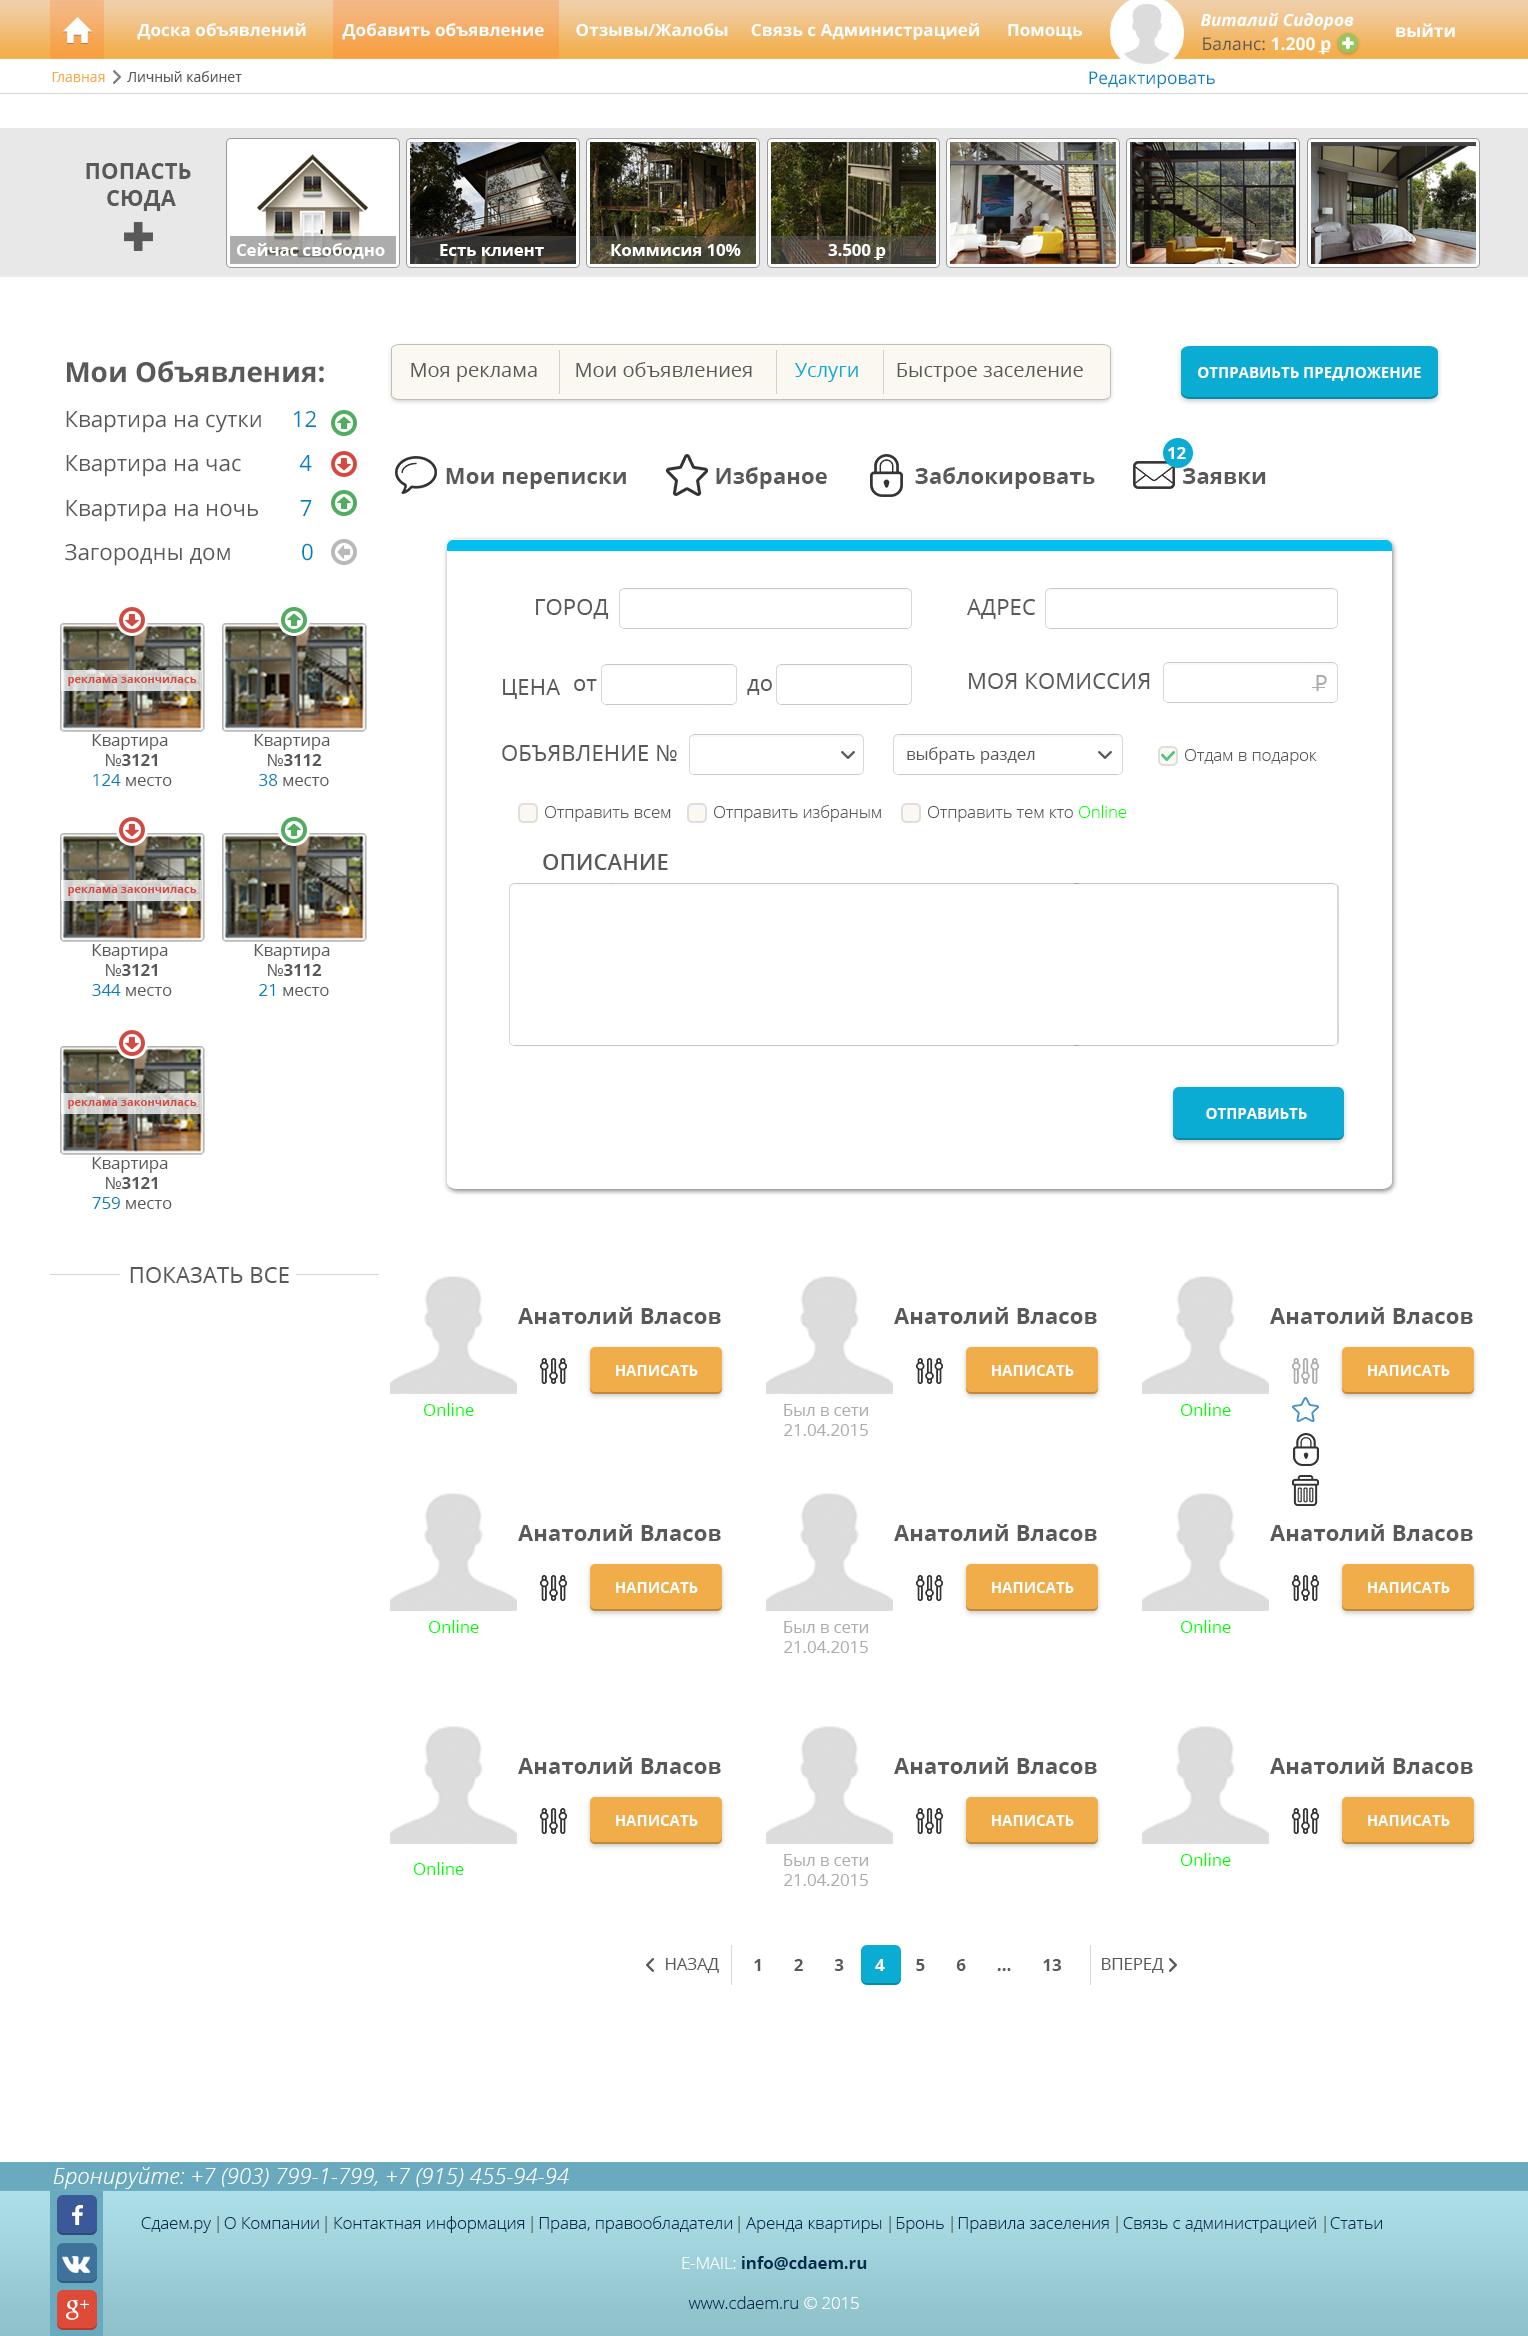 Доска объявлений Добавить объявление Отзывы/Жалобы Связь с Администрацией Помощь Виталий Сидоров выйти
Баланс: 1.200 р
Главная Личный кабинет
Редактировать
ПОПАСТЬ
СЮДА
Сейчас свободно
Есть клиент
Коммисия 10%
3.500 р
Мои Объявления:
Квартира на сутки 12
Квартира на час 4
Квартира на ночь 7
Загородны дом 0
реклама закончилась
Квартира
№3121
124 место
Квартира
№3112
38 место
реклама закончилась
Квартира
№3121
344 место
Квартира
№3112
21 место
реклама закончилась
Квартира
№3121
759 место
ПОКАЗАТЬ ВСЕ
Моя реклама Мои объявлениея Услуги Быстрое заселение
ОТПРАВИЬТЬ ПРЕДЛОЖЕНИЕ
Мои переписки Избраное Заблокировать 12 Заявки
ГОРОД АДРЕС
ЦЕНА от до МОЯ КОМИССИЯ ₽
ОБЪЯВЛЕНИЕ № выбрать раздел Отдам в подарок
Отправить всем Отправить избраным Отправить тем кто Online
ОПИСАНИЕ
ОТПРАВИЬТЬ
Анатолий Власов
НАПИСАТЬ
Online
Анатолий Власов
НАПИСАТЬ
Был в сети
21.04.2015
Анатолий Власов
НАПИСАТЬ
Online
Анатолий Власов
НАПИСАТЬ
Online
Анатолий Власов
НАПИСАТЬ
Был в сети
21.04.2015
Анатолий Власов
НАПИСАТЬ
Online
Анатолий Власов
НАПИСАТЬ
Online
Анатолий Власов
НАПИСАТЬ
Был в сети
21.04.2015
Анатолий Власов
НАПИСАТЬ
Online
НАЗАД 1 2 3 4 5 6 ... 13 ВПЕРЕД
Бронируйте: +7 (903) 799-1-799, +7 (915) 455-94-94
f
g+
Сдаем.ру | О Компании | Контактная информация | Права, правообладатели | Аренда квартиры | Бронь | Правила заселения | Связь с администрацией | Статьи
E-MAIL: info@cdaem.ru
www.cdaem.ru © 2015